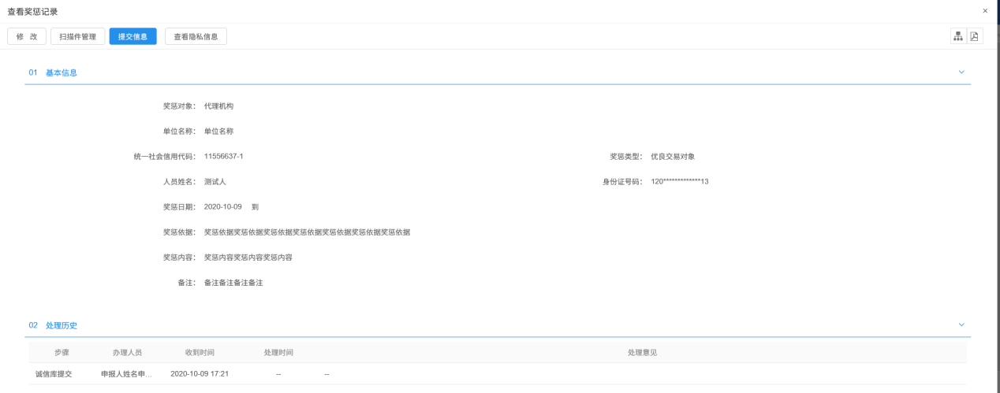 查看奖惩记录 ×
修 改 扫描件管理 提交信息 查看隐私信息
01 基本信息
奖惩对象： 代理机构
单位名称： 单位名称
统一社会信用代码： 11556637-1 奖惩类型： 优良交易对象
人员姓名： 测试人 身份证号码： 120*************13
奖惩日期： 2020-10-09 到
奖惩依据： 奖惩依据奖惩依据奖惩依据奖惩依据奖惩依据奖惩依据奖惩依据
奖惩内容： 奖惩内容奖惩内容奖惩内容
备注： 备注备注备注备注
02 处理历史
步骤 办理人员 收到时间 处理时间 处理意见
诚信库提交 申报人姓名申... 2020-10-09 17:21 -- --